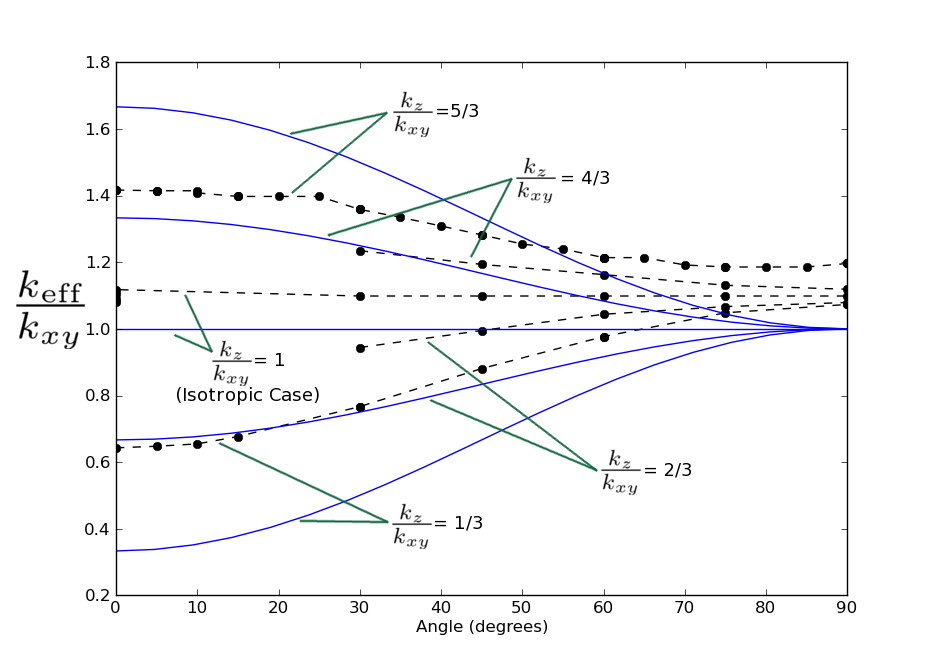 1.8
1.6
1.4
1.2
1.0
0.8
0.6
0.4
0.2
k_eff/k_xy
k_z/k_xy=5/3
k_z/k_xy = 4/3
k_z/k_xy = 1
(Isotropic Case)
k_z/k_xy = 2/3
k_z/k_xy = 1/3
0 10 20 30 40 50 60 70 80 90
Angle (degrees)